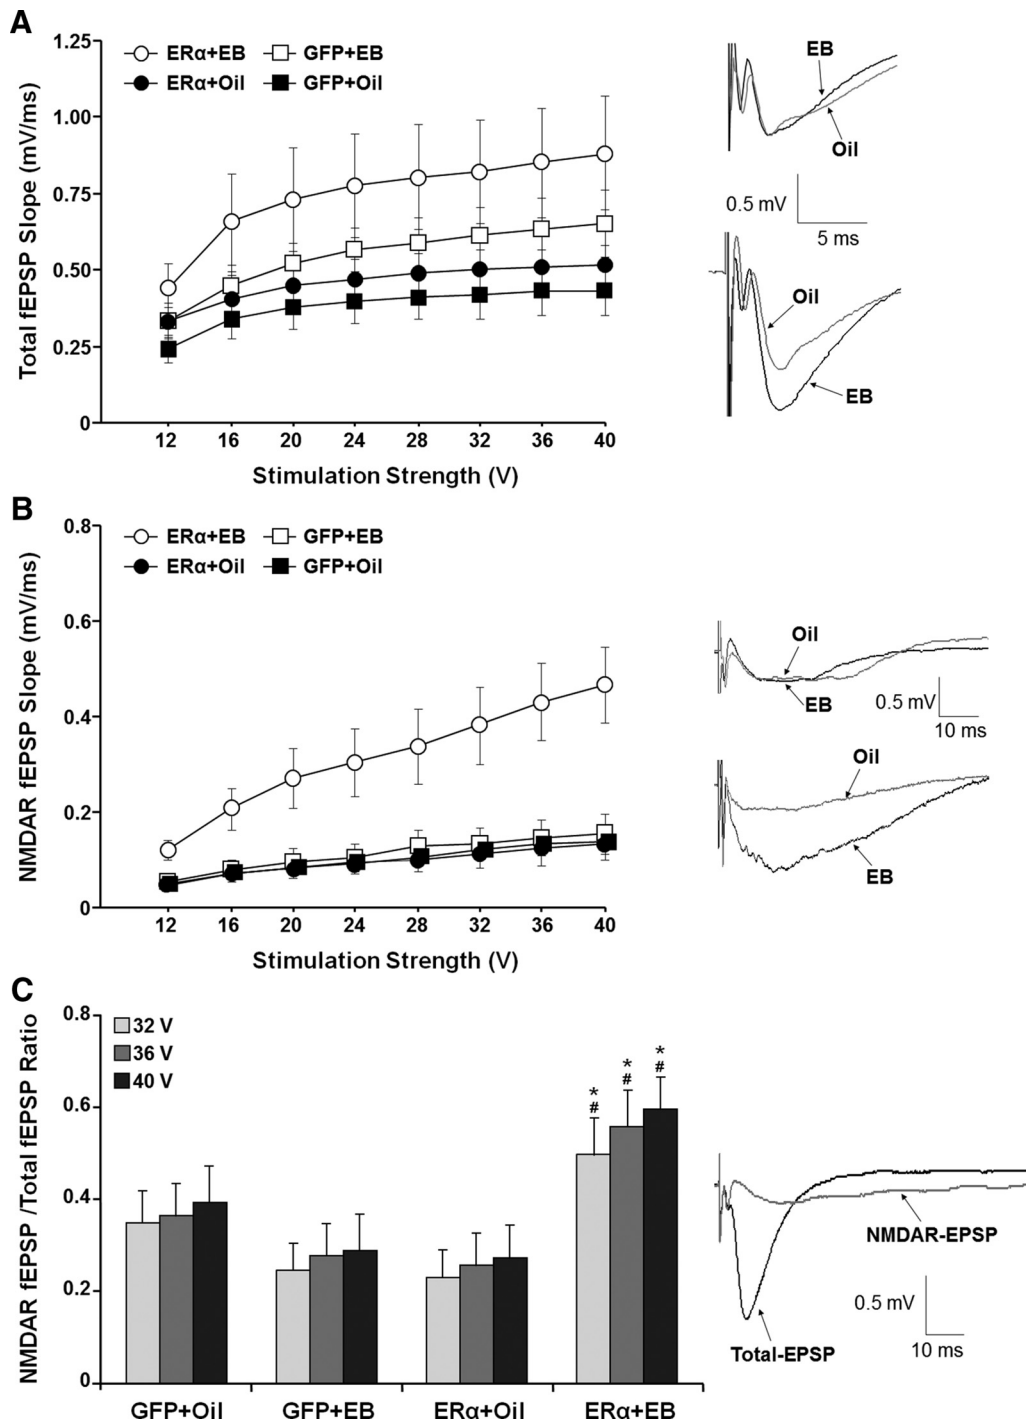 A
Total fEPSP Slope (mV/ms)
1.25
1.00
0.75
0.50
0.25
0
ERα+EB
GFP+EB
ERα+Oil
GFP+Oil
12 16 20 24 28 32 36 40
Stimulation Strength (V)
EB
Oil
0.5 mV
5 ms
Oil
EB
B
NMDAR fEPSP Slope (mV/ms)
0.8
0.6
0.4
0.2
0
ERα+EB
GFP+EB
ERα+Oil
GFP+Oil
12 16 20 24 28 32 36 40
Stimulation Strength (V)
Oil
EB
0.5 mV
10 ms
Oil
EB
C
NMDAR fEPSP /Total fEPSP Ratio
0.8
0.6
0.4
0.2
0
32 V
36 V
40 V
* * *
# # #
GFP+Oil GFP+EB ERα+Oil ERα+EB
NMDAR-EPSP
0.5 mV
10 ms
Total-EPSP